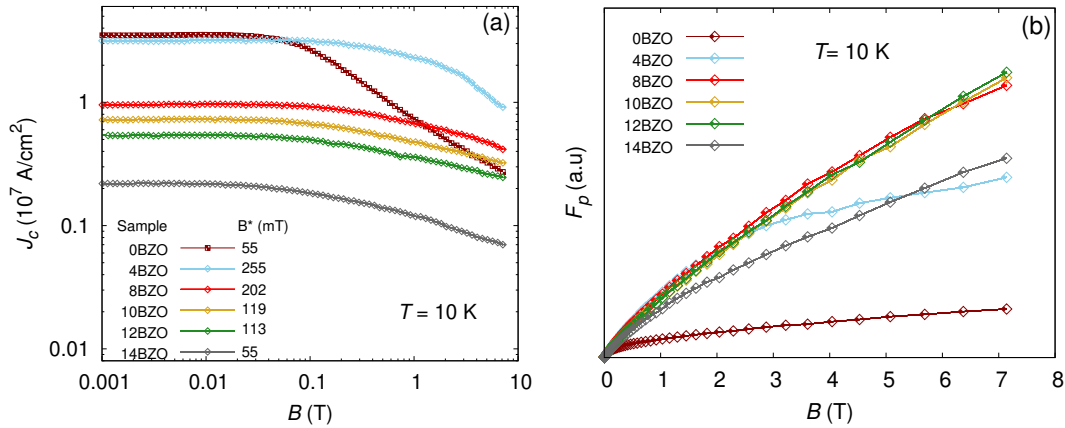 (a)
J_c (10^7 A/cm^2)
1
0.1
0.01
Sample B* (mT)
0BZO 55
4BZO 255
8BZO 202
10BZO 119
12BZO 113
14BZO 55
T = 10 K
0.001 0.01 0.1 1 10
B (T)
(b)
F_p (a.u)
0BZO
4BZO
8BZO
10BZO
12BZO
14BZO
T= 10 K
0 1 2 3 4 5 6 7 8
B (T)